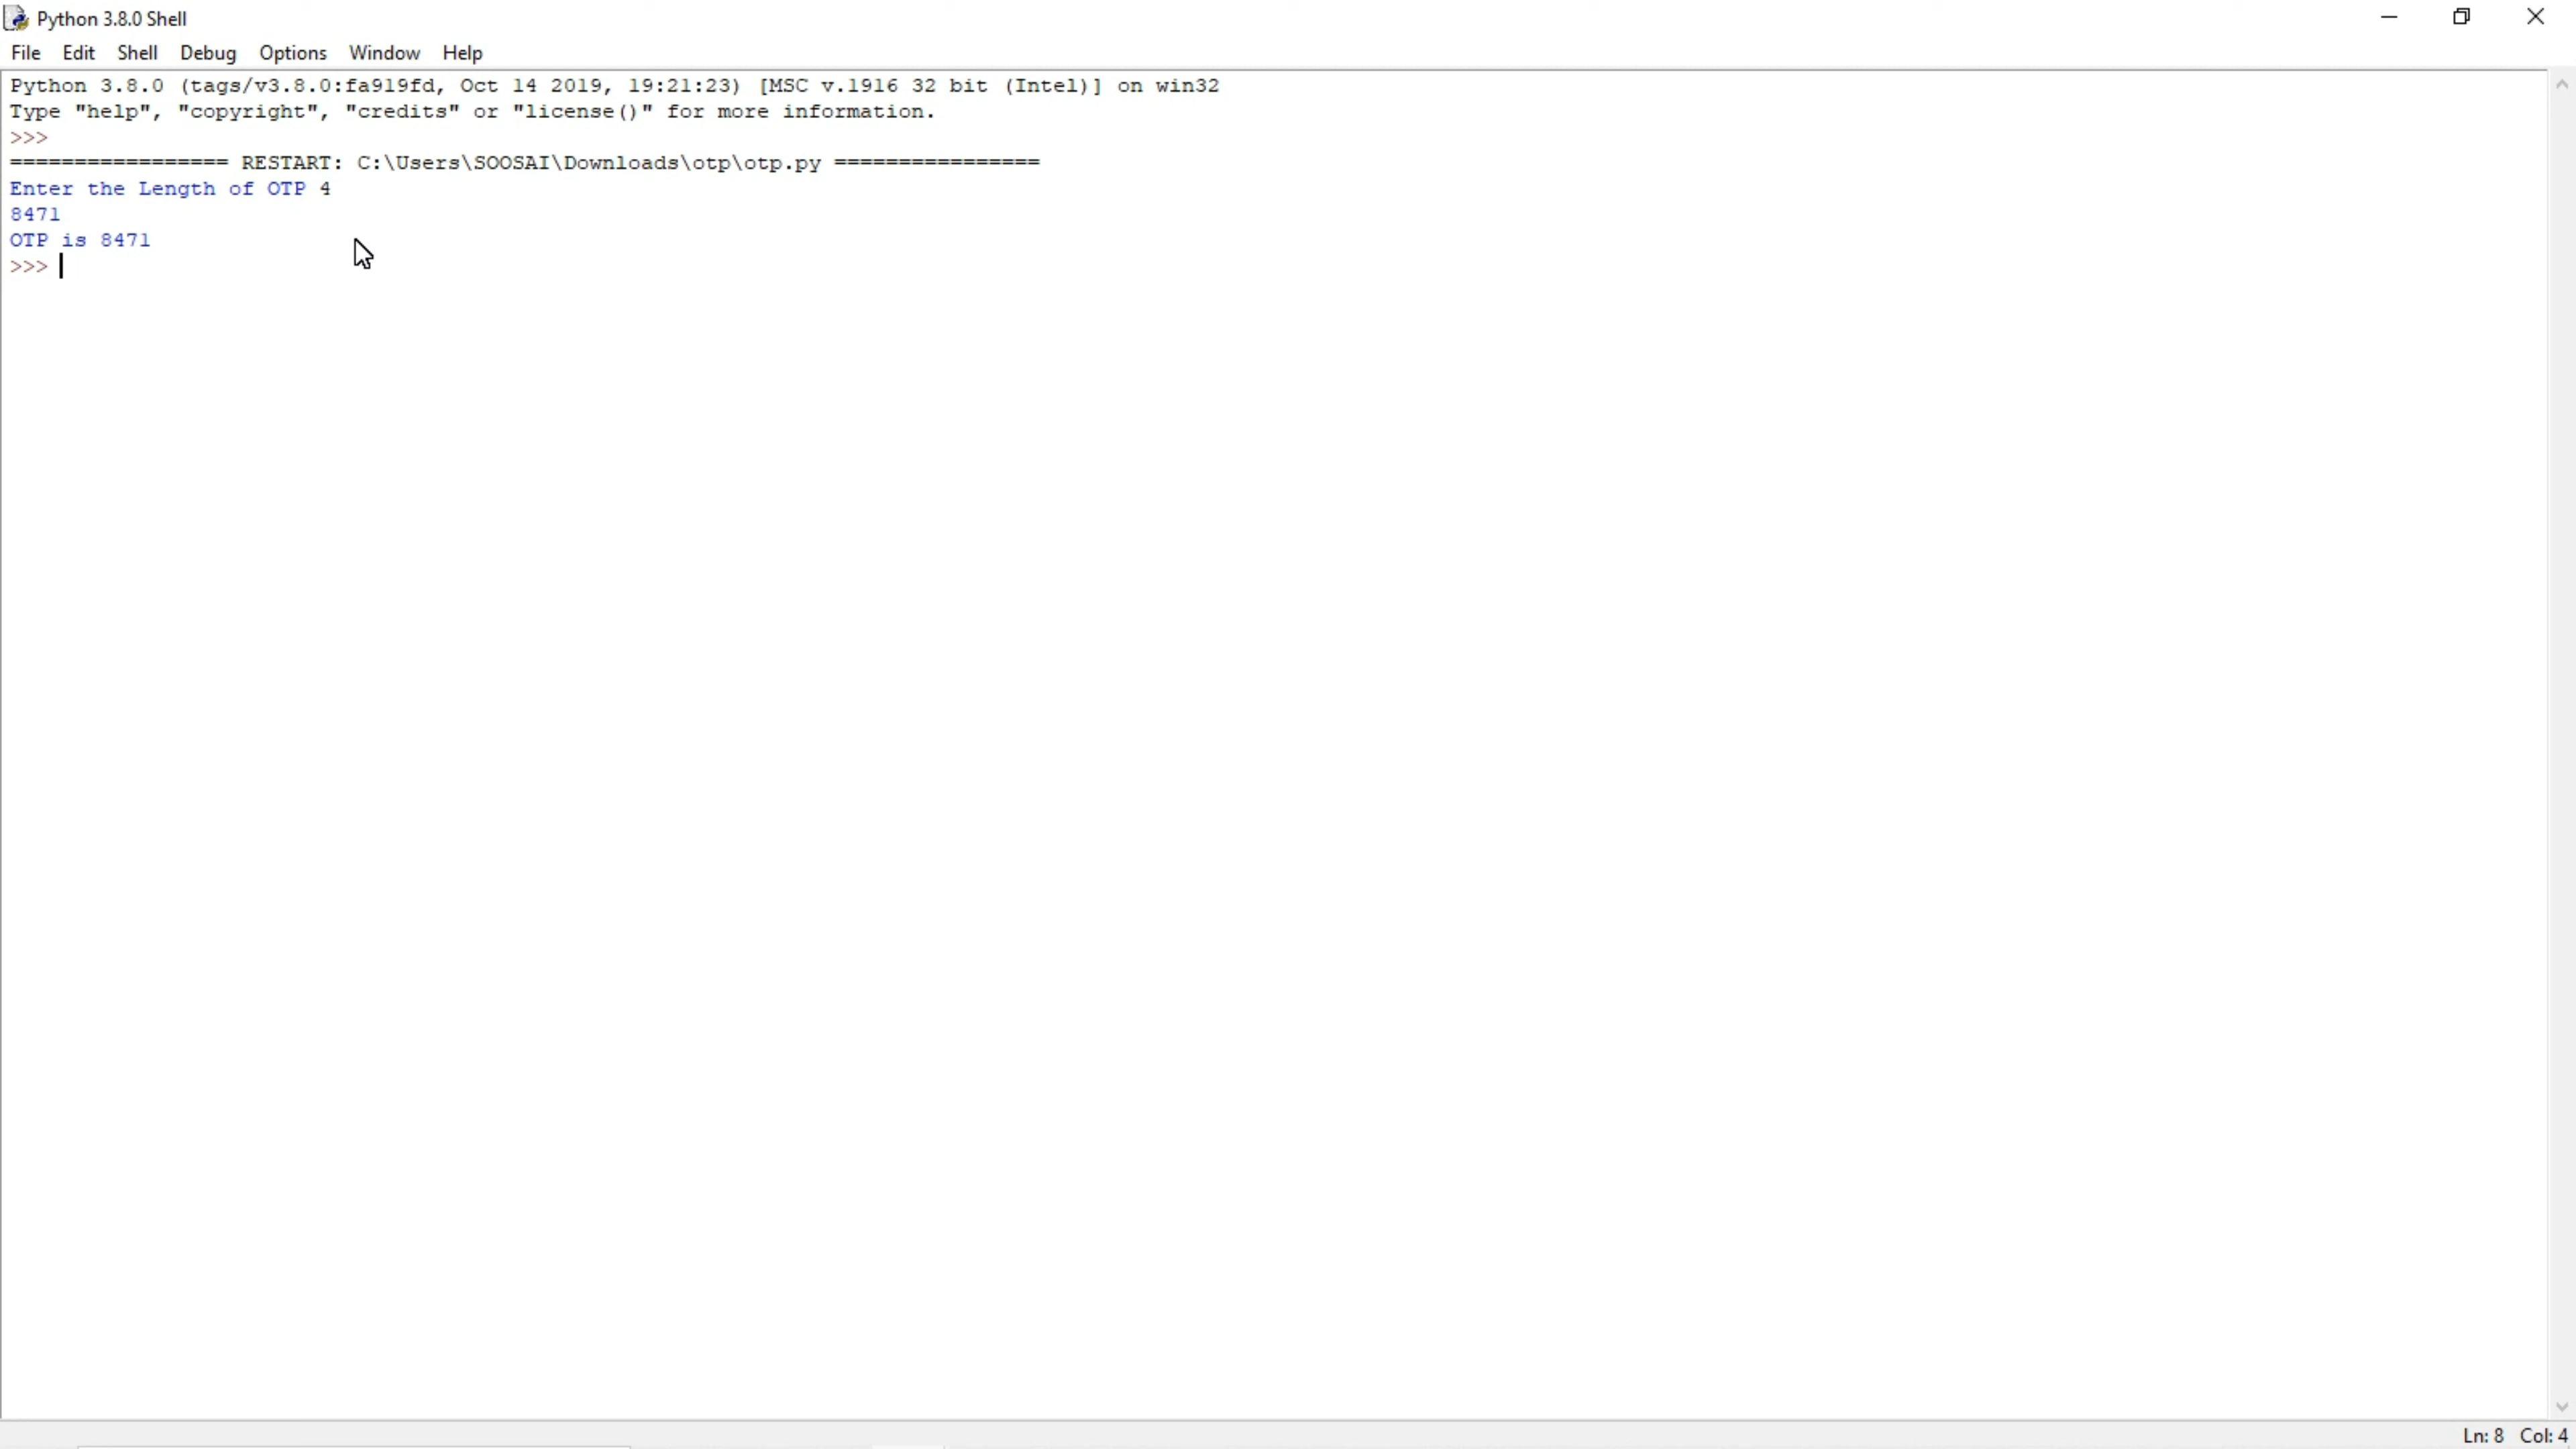 Python 3.8.0 Shell
File Edit Shell Debug Options Window Help
Python 3.8.0 (tags/v3.8.0:fa919fd, Oct 14 2019, 19:21:23) [MSC v.1916 32 bit (Intel)] on win32
Type "help", "copyright", "credits" or "license()" for more information.
>>>
================= RESTART: C:\Users\SOOSAI\Downloads\otp\otp.py ================
Enter the Length of OTP 4
8471
OTP is 8471
>>>
Ln: 8 Col: 4